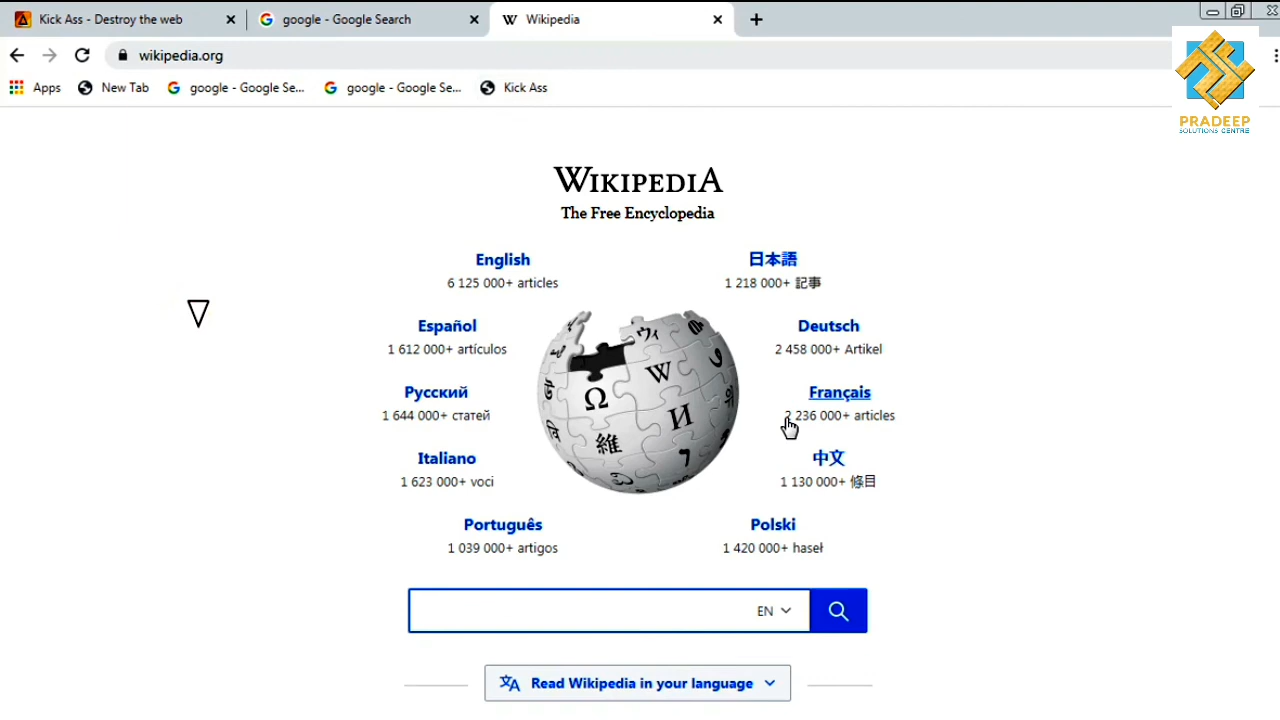 Kick Ass - Destroy the web
google - Google Search
Wikipedia
wikipedia.org
Apps
New Tab
google - Google Se...
google - Google Se...
Kick Ass
PRADEEP
SOLUTIONS CENTRE
WIKIPEDIA
The Free Encyclopedia
English
6 125 000+ articles
日本語
1 218 000+ 記事
Español
1 612 000+ artículos
Deutsch
2 458 000+ Artikel
Русский
1 644 000+ статей
Français
2 236 000+ articles
Italiano
1 623 000+ voci
中文
1 130 000+ 條目
Português
1 039 000+ artigos
Polski
1 420 000+ haseł
Ω
W
И
維
ウィ
EN
Read Wikipedia in your language